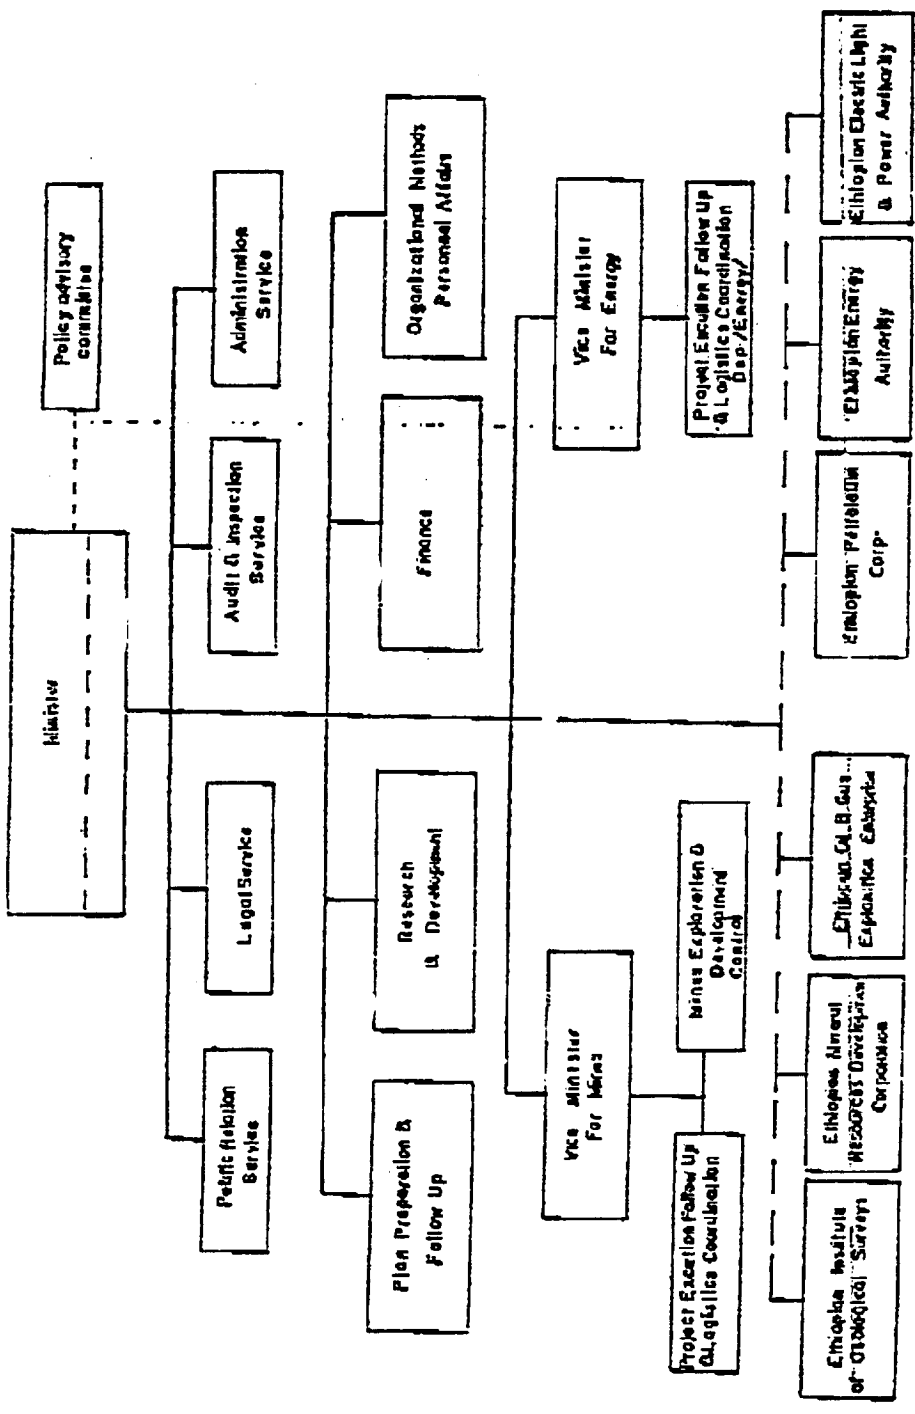 Minister
Policy advisory
committee
Public Relation
Service
Legal Service
Audit & Inspection
Service
Administration
Service
Plan Preparation &
Follow Up
Research
& Development
Finance
Organizational Methods
Personnel Affairs
Vice Minister
For Mines
Vice Minister
For Energy
Project Excution Follow Up
& Logistics Coordination
Mines Exploration &
Development
Control
Project Excution Follow Up
& Logistics Coordination
Dep./Energy/
Ethiopian Institute
of Geological Surveys
Ethiopian Mineral
Resources Development
Corporation
Oil & Gas
Exploration Enterprise
Ethiopian Petroleum
Corp.
Ethiopian Energy
Authority
Ethiopian Electric Light
& Power Authority